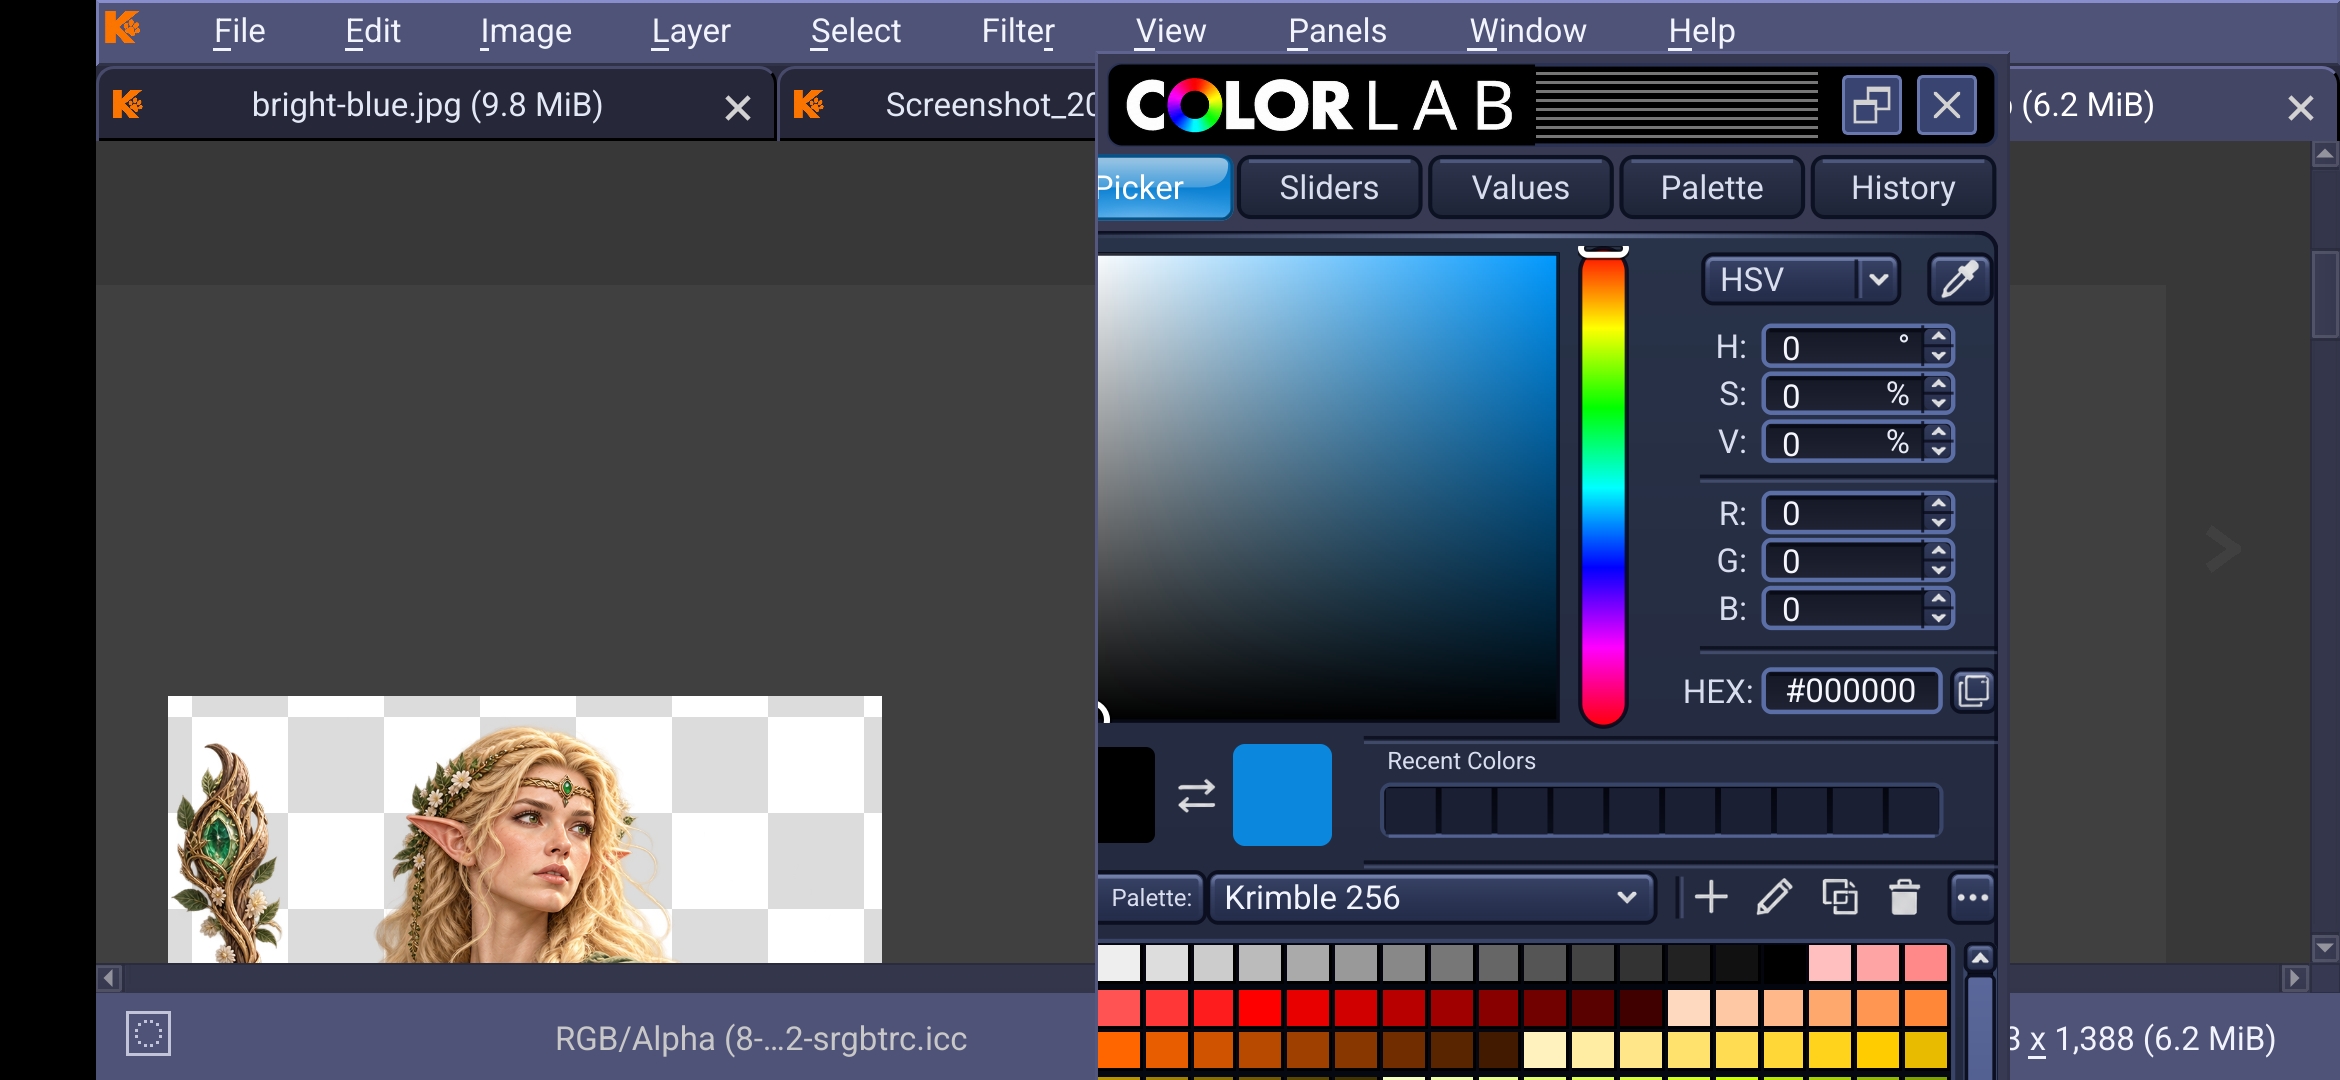 File Edit Image Layer Select Filter View Panels Window Help
bright-blue.jpg (9.8 MiB)
Screenshot_20
(6.2 MiB)
COLORLAB
Picker Sliders Values Palette History
HSV
H: 0 °
S: 0 %
V: 0 %
R: 0
G: 0
B: 0
HEX: #000000
Recent Colors
Palette: Krimble 256
RGB/Alpha (8-...2-srgbtrc.icc
x 1,388 (6.2 MiB)